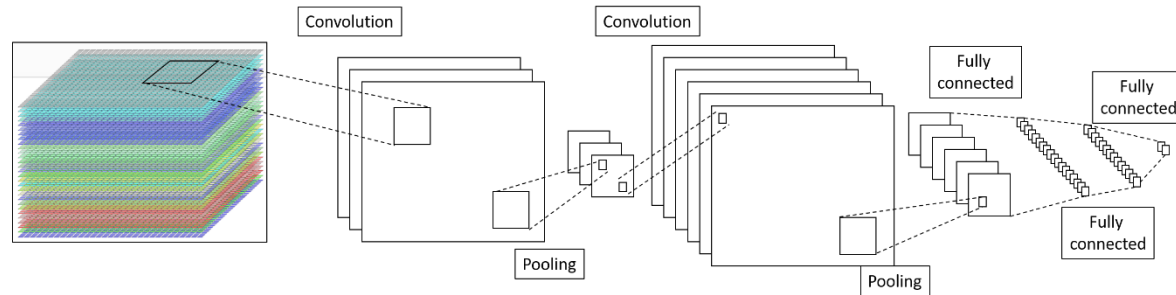 Convolution
Convolution
Fully
connected
Fully
connected
Fully
connected
Pooling
Pooling